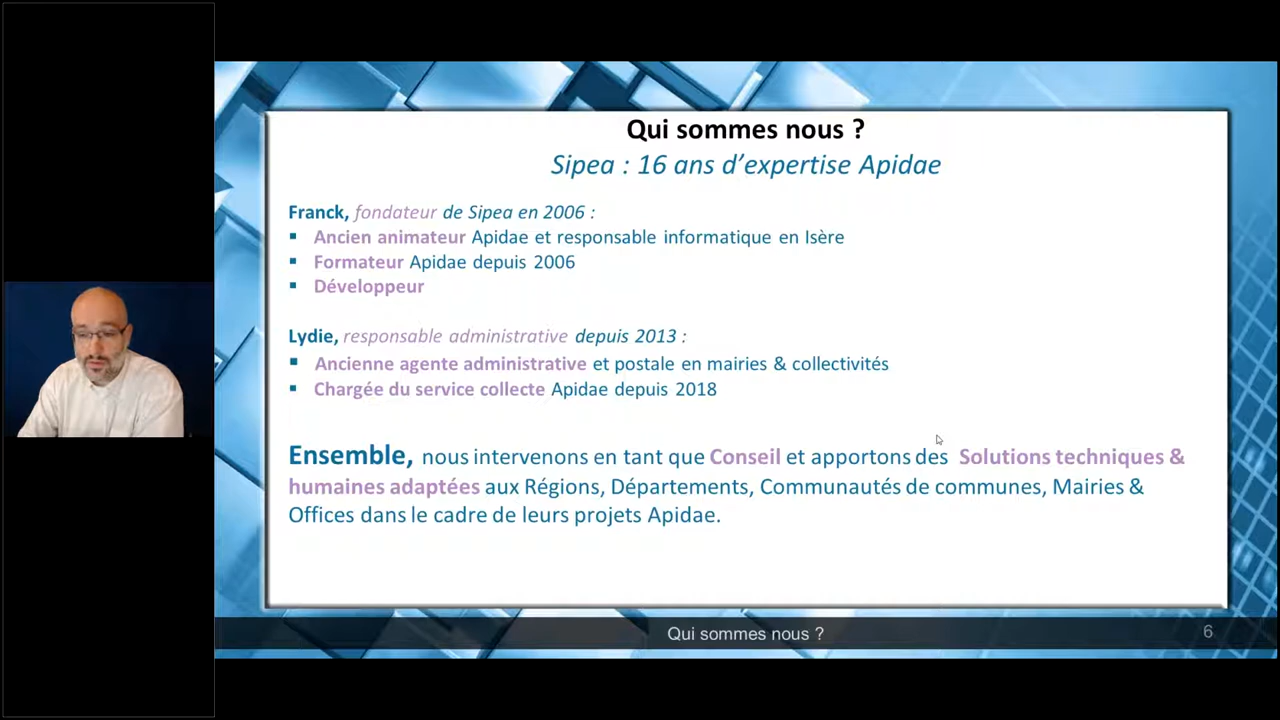 Qui sommes nous ?
Sipea : 16 ans d’expertise Apidae
Franck, fondateur de Sipea en 2006 :
▪ Ancien animateur Apidae et responsable informatique en Isère
▪ Formateur Apidae depuis 2006
▪ Développeur
Lydie, responsable administrative depuis 2013 :
▪ Ancienne agente administrative et postale en mairies & collectivités
▪ Chargée du service collecte Apidae depuis 2018
Ensemble, nous intervenons en tant que Conseil et apportons des Solutions techniques &
humaines adaptées aux Régions, Départements, Communautés de communes, Mairies &
Offices dans le cadre de leurs projets Apidae.
Qui sommes nous ?
6